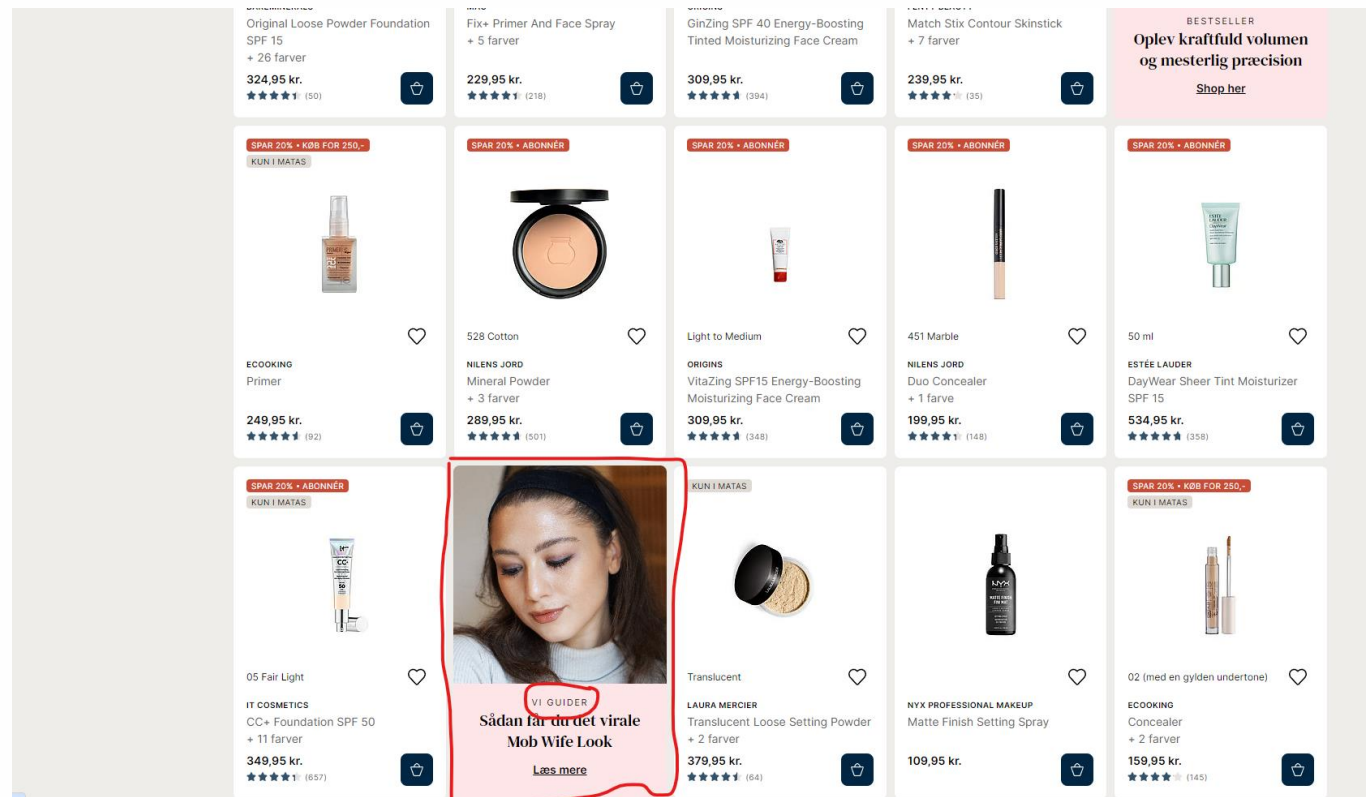 Original Loose Powder Foundation
SPF 15
+ 26 farver
324,95 kr.
(50)
Fix+ Primer And Face Spray
+ 5 farver
229,95 kr.
(218)
GinZing SPF 40 Energy-Boosting
Tinted Moisturizing Face Cream
309,95 kr.
(394)
Match Stix Contour Skinstick
+ 7 farver
239,95 kr.
(35)
BESTSELLER
Oplev kraftfuld volumen
og mesterlig præcision
Shop her
SPAR 20% • KØB FOR 250,-
KUN I MATAS
ECOOKING
Primer
249,95 kr.
(92)
SPAR 20% • ABONNÉR
528 Cotton
NILENS JORD
Mineral Powder
+ 3 farver
289,95 kr.
(501)
SPAR 20% • ABONNÉR
Light to Medium
ORIGINS
VitaZing SPF15 Energy-Boosting
Moisturizing Face Cream
309,95 kr.
(348)
SPAR 20% • ABONNÉR
451 Marble
NILENS JORD
Duo Concealer
+ 1 farve
199,95 kr.
(148)
SPAR 20% • ABONNÉR
50 ml
ESTÉE LAUDER
DayWear Sheer Tint Moisturizer
SPF 15
534,95 kr.
(358)
SPAR 20% • ABONNÉR
KUN I MATAS
CC+
50
05 Fair Light
IT COSMETICS
CC+ Foundation SPF 50
+ 11 farver
349,95 kr.
(657)
VI GUIDER
Sådan får du det virale
Mob Wife Look
Læs mere
KUN I MATAS
Translucent
LAURA MERCIER
Translucent Loose Setting Powder
+ 2 farver
379,95 kr.
(64)
NYX
MATTE FINISH
NYX PROFESSIONAL MAKEUP
Matte Finish Setting Spray
109,95 kr.
SPAR 20% • KØB FOR 250,-
KUN I MATAS
02 (med en gylden undertone)
ECOOKING
Concealer
+ 2 farver
159,95 kr.
(145)